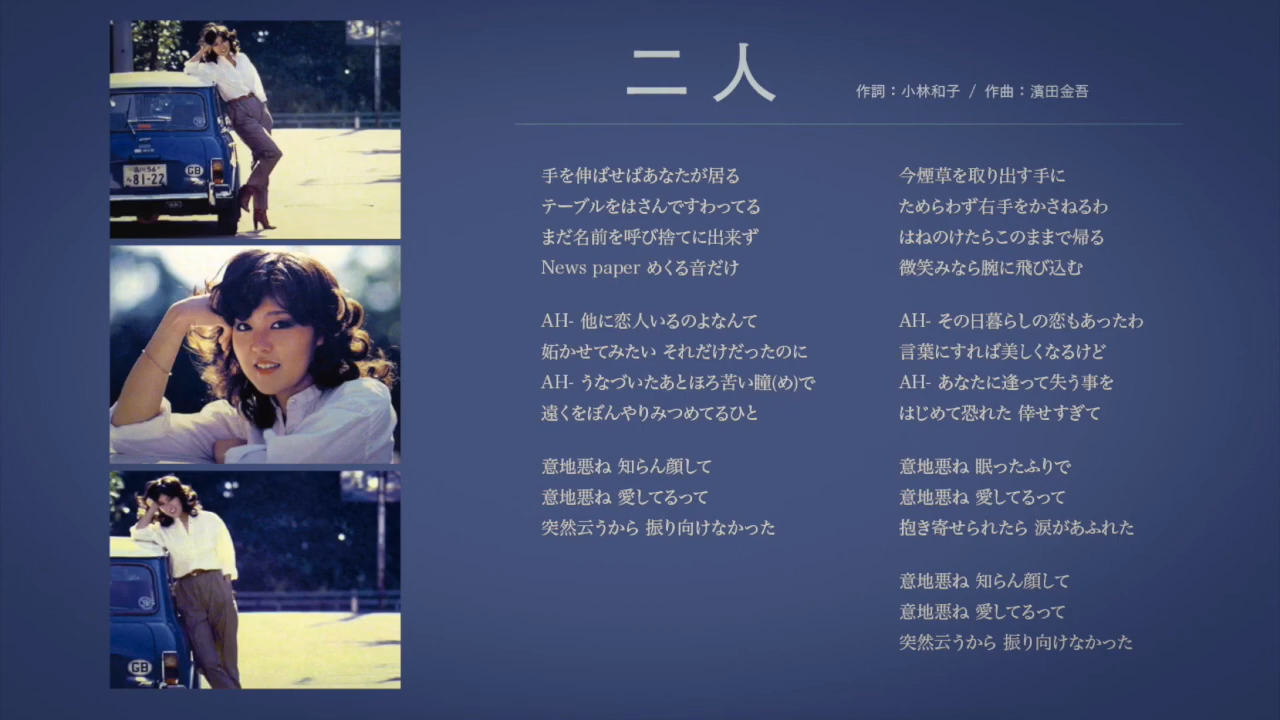 二人
作詞：小林和子 / 作曲：濱田金吾
手を伸ばせばあなたが居る
テーブルをはさんですわってる
まだ名前を呼び捨てに出来ず
News paper めくる音だけ
AH- 他に恋人いるのよなんて
妬かせてみたい それだけだったのに
AH- うなづいたあとほろ苦い瞳(め)で
遠くをぼんやりみつめてるひと
意地悪ね 知らん顔して
意地悪ね 愛してるって
突然云うから 振り向けなかった
今煙草を取り出す手に
ためらわず右手をかさねるわ
はねのけたらこのままで帰る
微笑みなら腕に飛び込む
AH- その日暮らしの恋もあったわ
言葉にすれば美しくなるけど
AH- あなたに逢って失う事を
はじめて恐れた 倖せすぎて
意地悪ね 眠ったふりで
意地悪ね 愛してるって
抱き寄せられたら 涙があふれた
意地悪ね 知らん顔して
意地悪ね 愛してるって
突然云うから 振り向けなかった
81-22
GB
GB